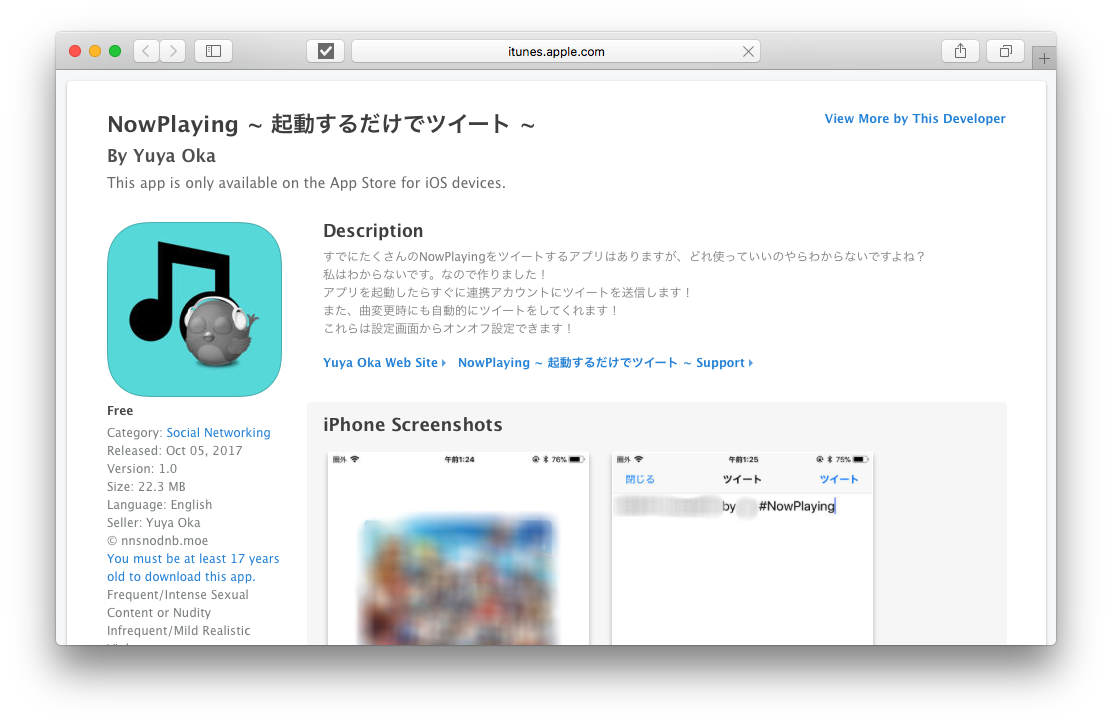 itunes.apple.com
NowPlaying ~ 起動するだけでツイート ~
View More by This Developer
By Yuya Oka
This app is only available on the App Store for iOS devices.
Description
すでにたくさんのNowPlayingをツイートするアプリはありますが、どれ使っていいのやらわからないですよね？
私はわからないです。なので作りました！
アプリを起動したらすぐに連携アカウントにツイートを送信します！
また、曲変更時にも自動的にツイートをしてくれます！
これらは設定画面からオンオフ設定できます！
Yuya Oka Web Site
NowPlaying ~ 起動するだけでツイート ~ Support
Free
Category: Social Networking
Released: Oct 05, 2017
Version: 1.0
Size: 22.3 MB
Language: English
Seller: Yuya Oka
© nnsnodnb.moe
You must be at least 17 years
old to download this app.
Frequent/Intense Sexual
Content or Nudity
Infrequent/Mild Realistic
iPhone Screenshots
圏外 午前1:24 76%
圏外 午前1:25 75%
閉じる ツイート ツイート
by #NowPlaying